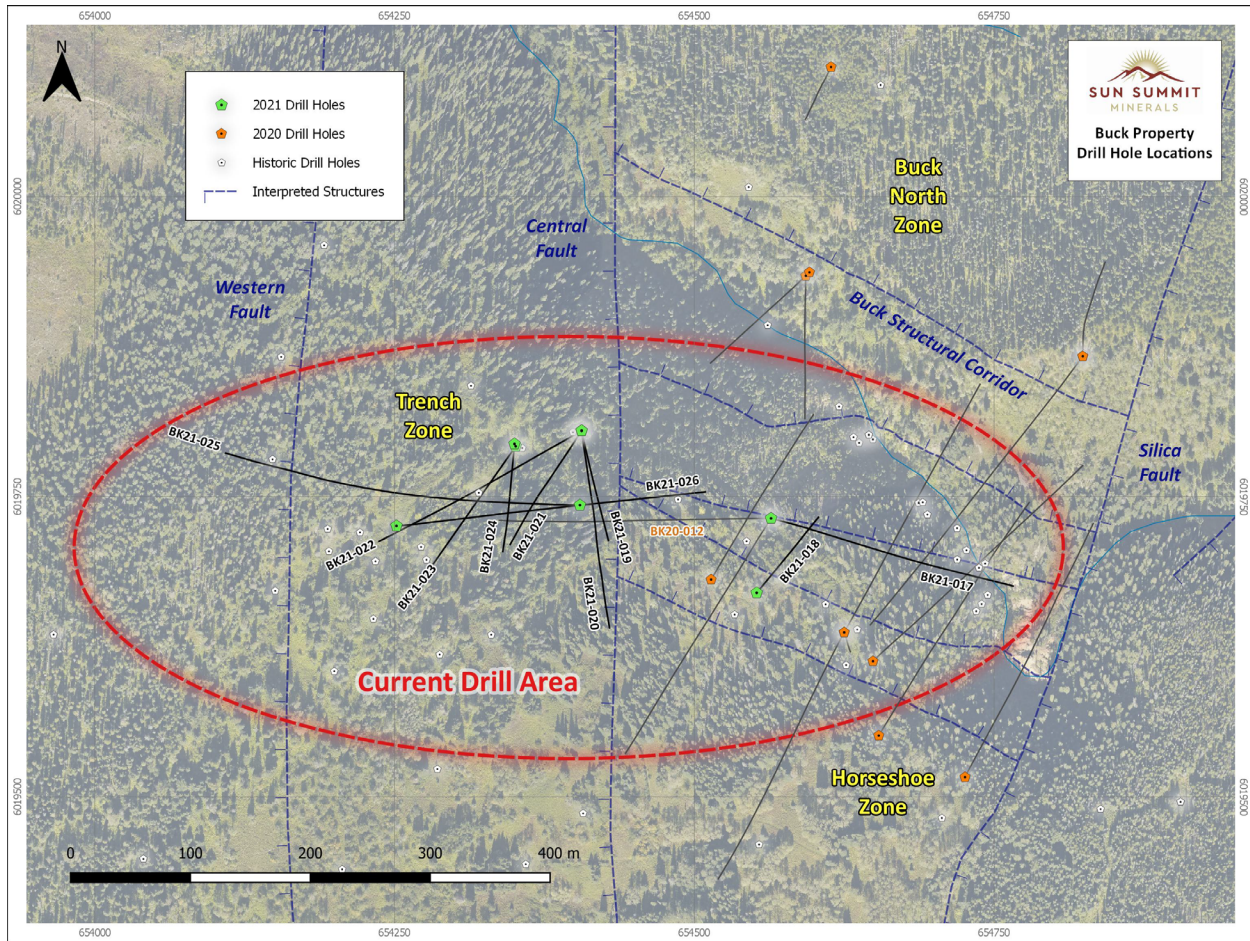 654000
654250
654500
654750
N
2021 Drill Holes
2020 Drill Holes
Historic Drill Holes
Interpreted Structures
SUN SUMMIT
MINERALS
Buck Property
Drill Hole Locations
Buck
North
Zone
6020000
6020000
Central
Fault
Western
Fault
Buck Structural Corridor
Trench
Zone
Silica
Fault
BK21-025
BK21-026
6019750
6019750
BK20-012
BK21-022
BK21-023
BK21-024
BK21-021
BK21-019
BK21-020
BK21-018
BK21-017
Current Drill Area
Horseshoe
Zone
6019500
6019500
0
100
200
300
400 m
654000
654250
654500
654750